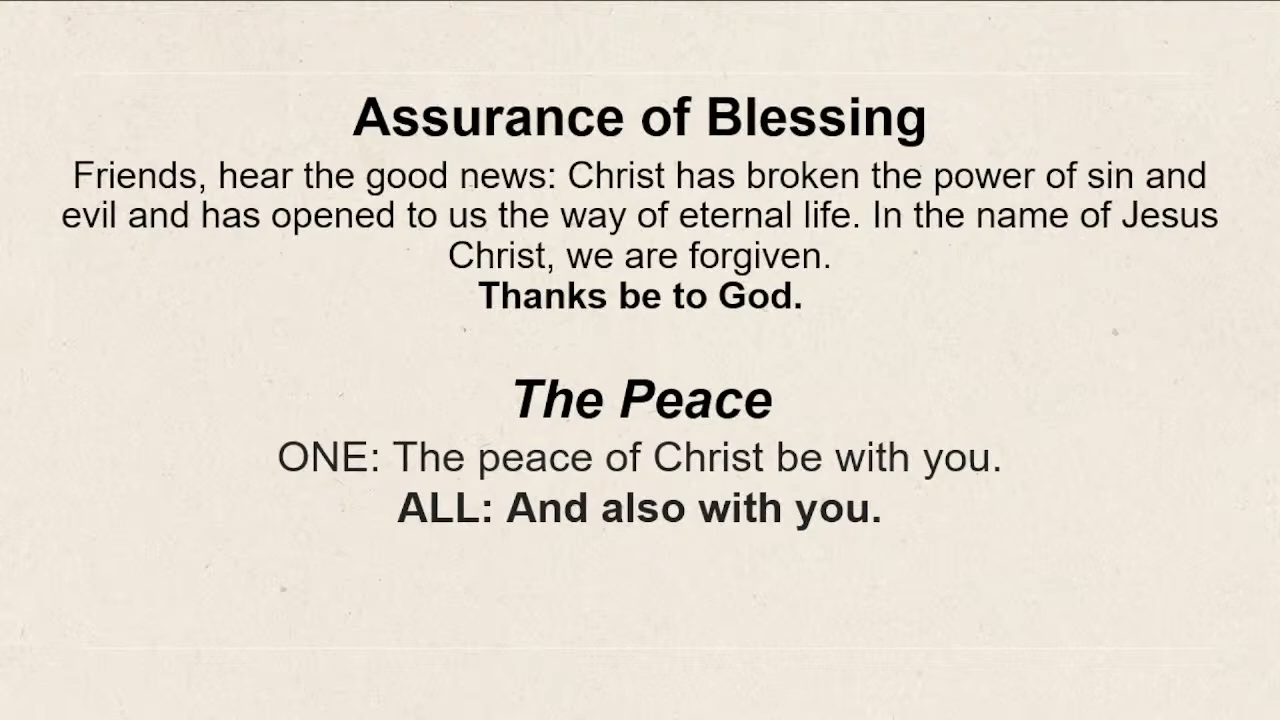 Assurance of Blessing
Friends, hear the good news: Christ has broken the power of sin and
evil and has opened to us the way of eternal life. In the name of Jesus
Christ, we are forgiven.
Thanks be to God.
The Peace
ONE: The peace of Christ be with you.
ALL: And also with you.